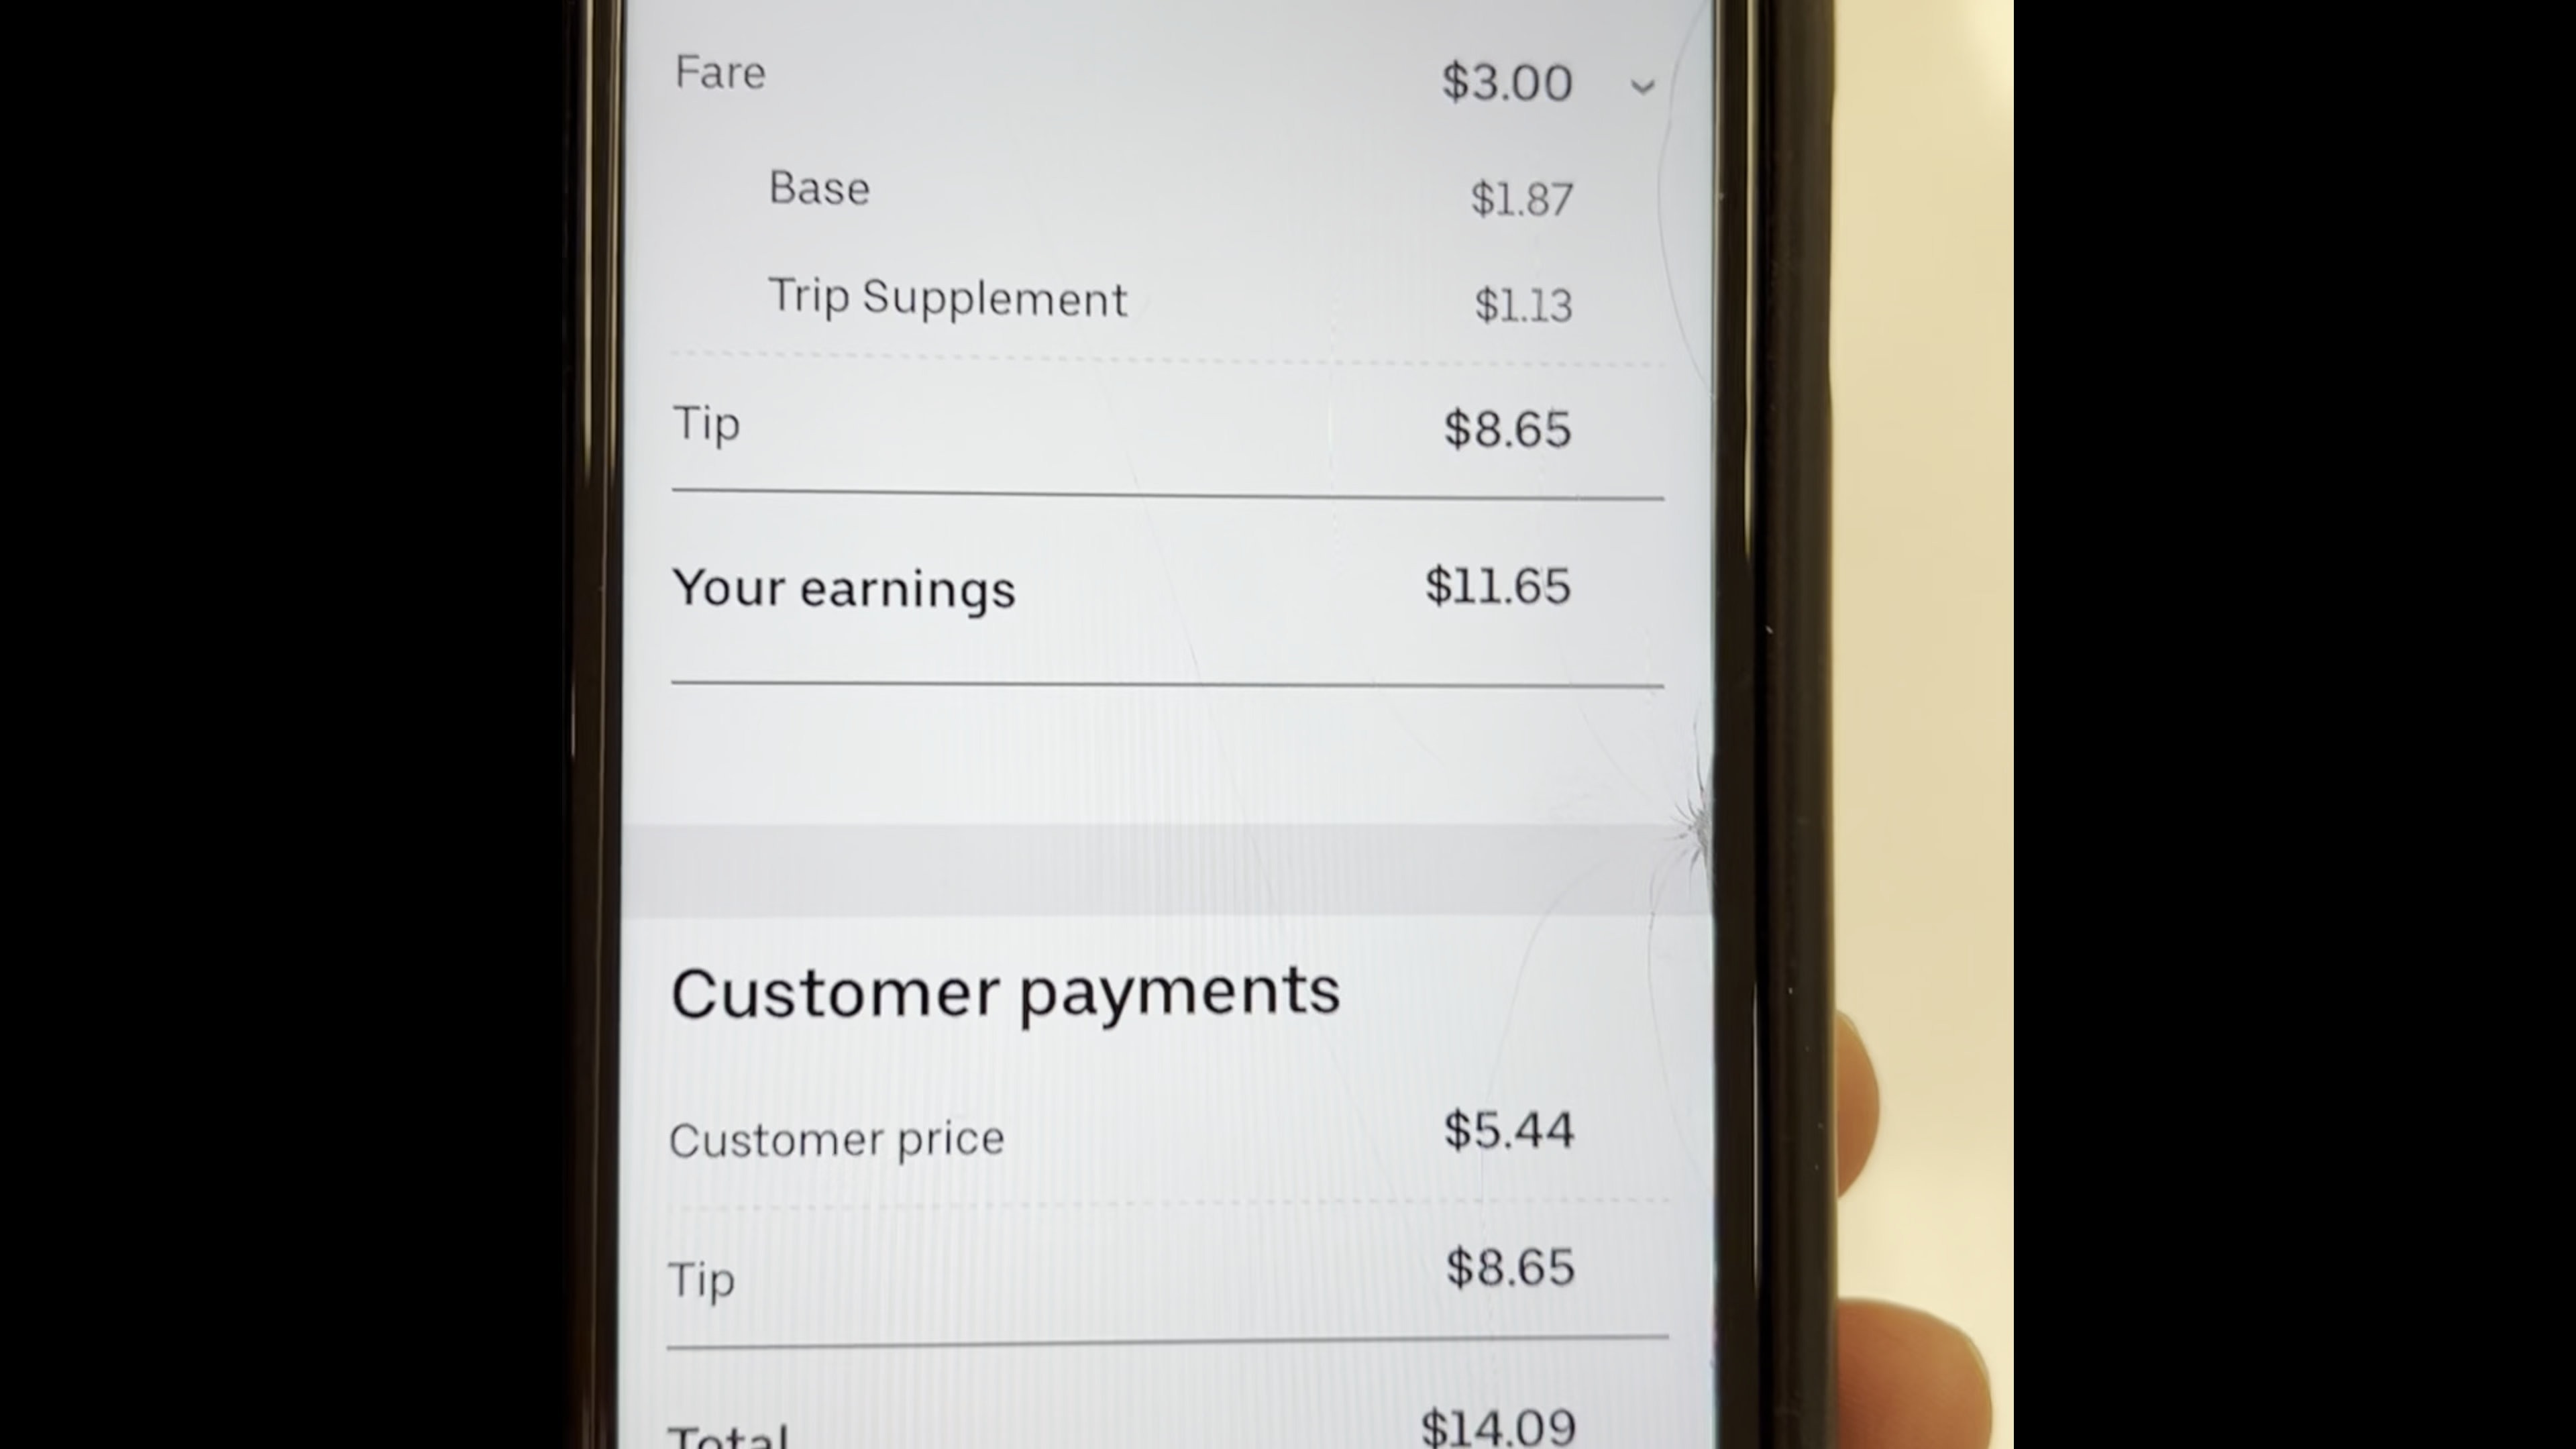 Fare $3.00
Base $1.87
Trip Supplement $1.13
Tip $8.65
Your earnings $11.65
Customer payments
Customer price $5.44
Tip $8.65
Total $14.09